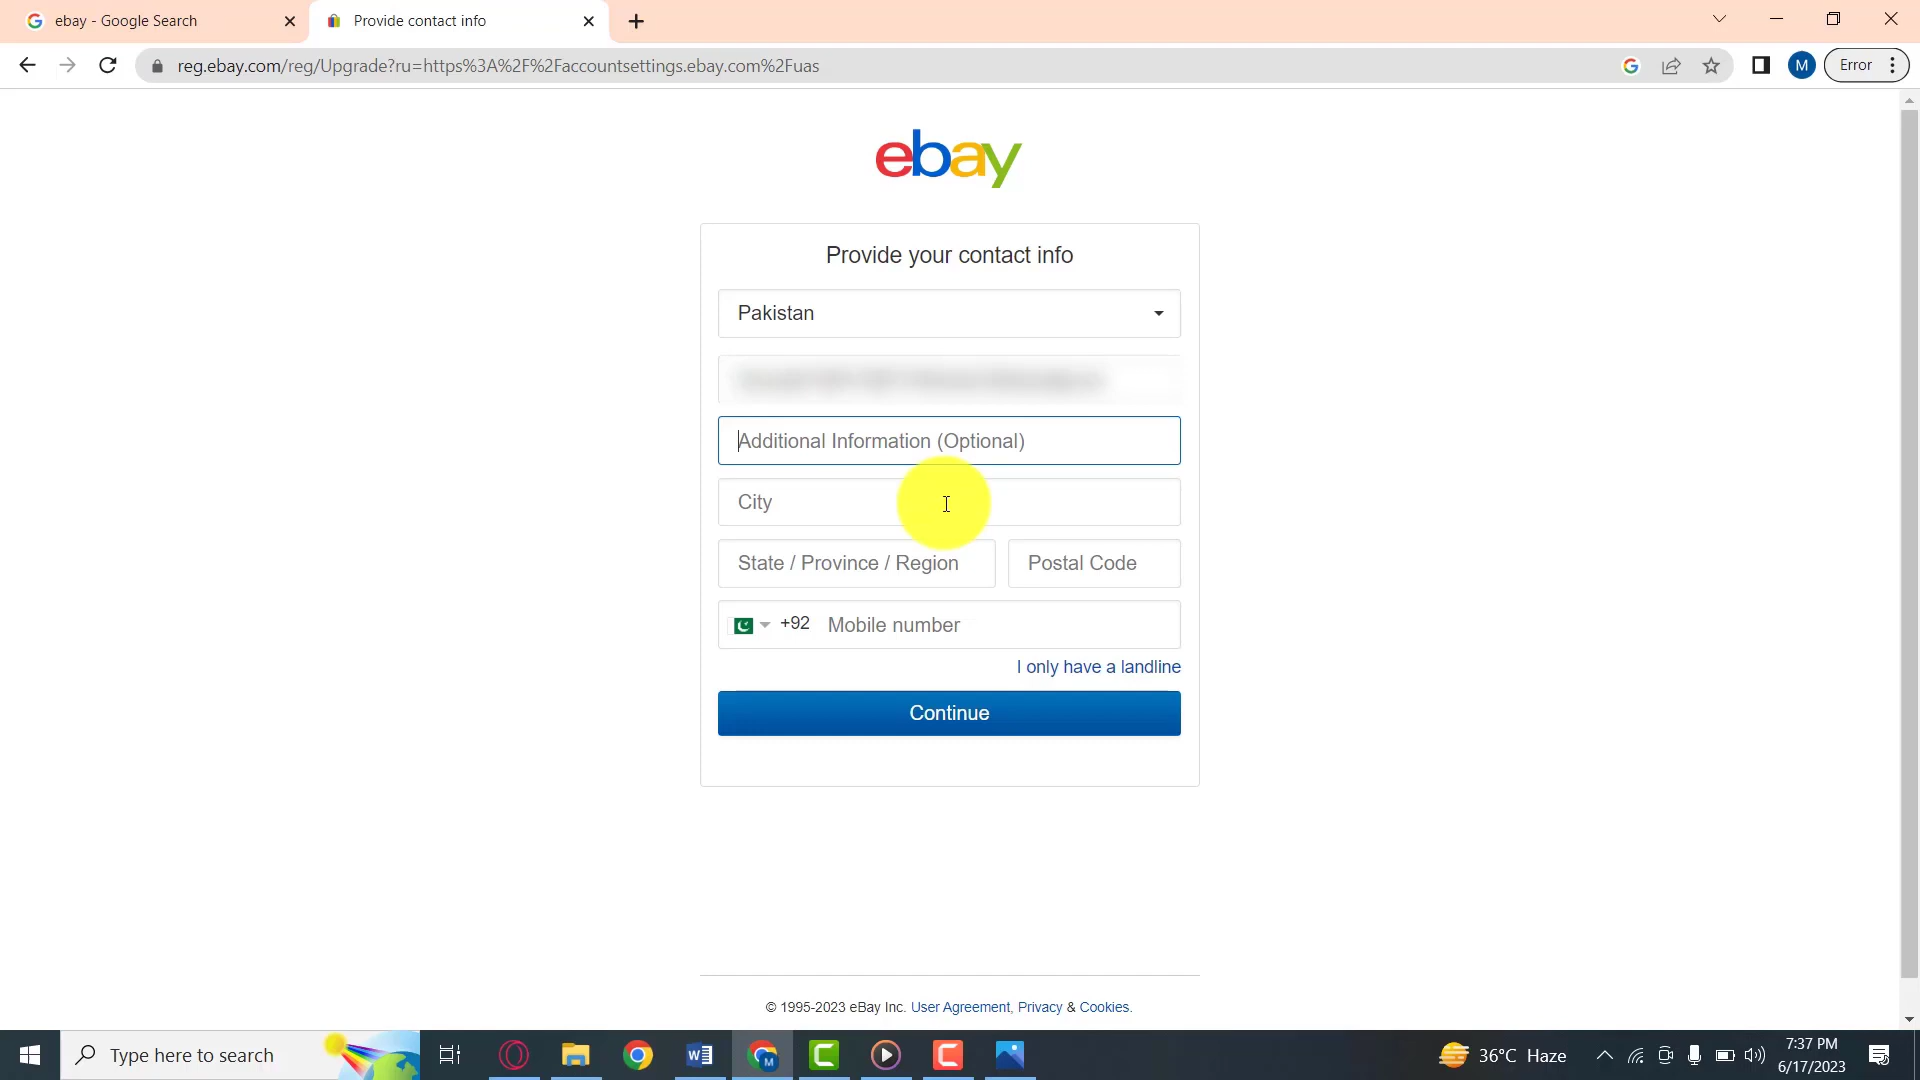 ebay - Google Search
Provide contact info
reg.ebay.com/reg/Upgrade?ru=https%3A%2F%2Faccountsettings.ebay.com%2Fuas
M
Error
ebay
Provide your contact info
Pakistan
Additional Information (Optional)
City
State / Province / Region
Postal Code
+92
Mobile number
I only have a landline
Continue
© 1995-2023 eBay Inc. User Agreement, Privacy & Cookies.
Type here to search
36°C Haze
7:37 PM
6/17/2023